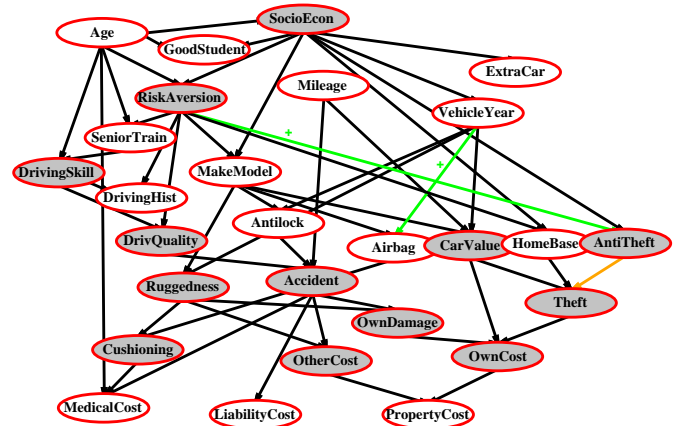 SocioEcon
Age
GoodStudent
ExtraCar
Mileage
RiskAversion
VehicleYear
+
SeniorTrain
+
DrivingSkill
MakeModel
DrivingHist
Antilock
DrivQuality
Airbag
CarValue
HomeBase
AntiTheft
Ruggedness
Accident
Theft
OwnDamage
Cushioning
OtherCost
OwnCost
MedicalCost
LiabilityCost
PropertyCost